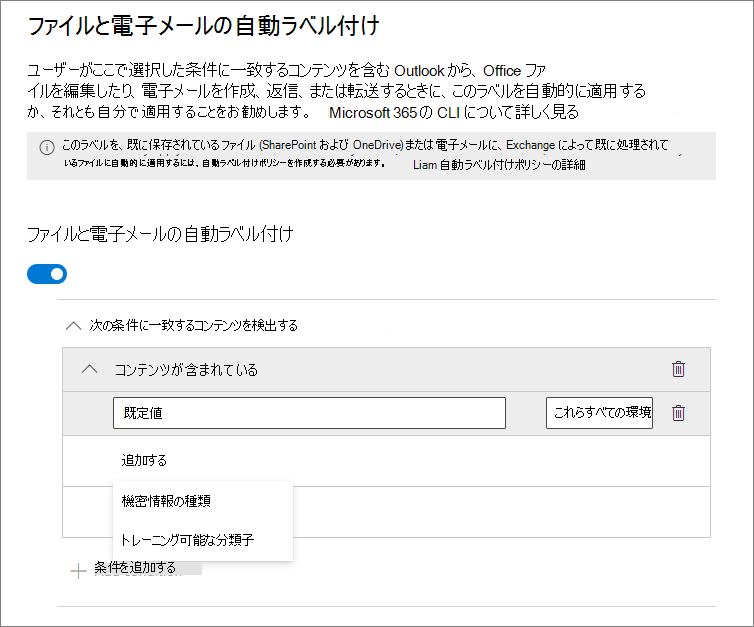 ファイルと電子メールの自動ラベル付け
ユーザーがここで選択した条件に一致するコンテンツを含む Outlookから、Office ファ
イルを編集したり、電子メールを作成、返信、または転送するときに、このラベルを自動的に適用する
か、それとも自分で適用することをお勧めします。 Microsoft 365の CLI について詳しく見る
このラベルを、既に保存されているファイル (SharePoint および OneDrive)または電子メールに、Exchange によって既に処理されて
いるファイルに自動的に適用するには、自動ラベル付けポリシーを作成する必要があります。 Liam 自動ラベル付けポリシーの詳細
ファイルと電子メールの自動ラベル付け
次の条件に一致するコンテンツを検出する
コンテンツが含まれている
既定値 これらすべての環境
追加する
機密情報の種類
トレーニング可能な分類子
条件を追加する